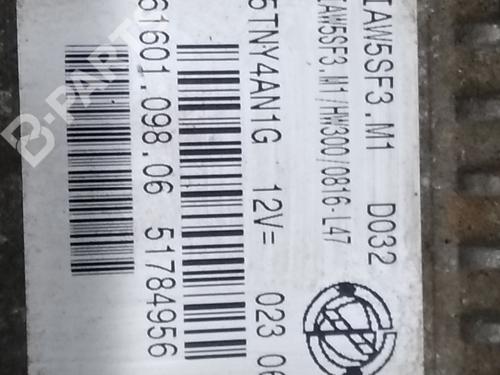 IAW5SF3.M1 D032
IAW5SF3.M1/HW300/0816-L47
5TNY4AN1G 12V= 023 06
61601.098.06 51784956
B-PARTS